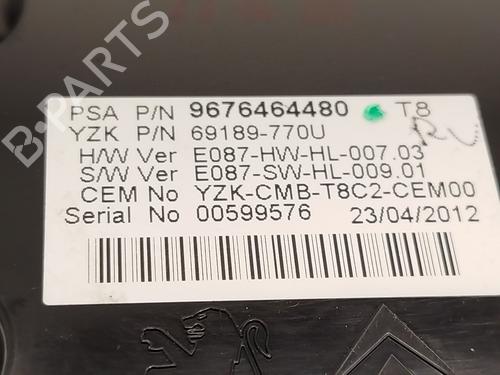 PSA P/N 9676464480 T8
YZK P/N 69189-770U
H/W Ver E087-HW-HL-007.03
S/W Ver E087-SW-HL-009.01
CEM No YZK-CMB-T8C2-CEM00
Serial No 00599576 23/04/2012
B-PARTS